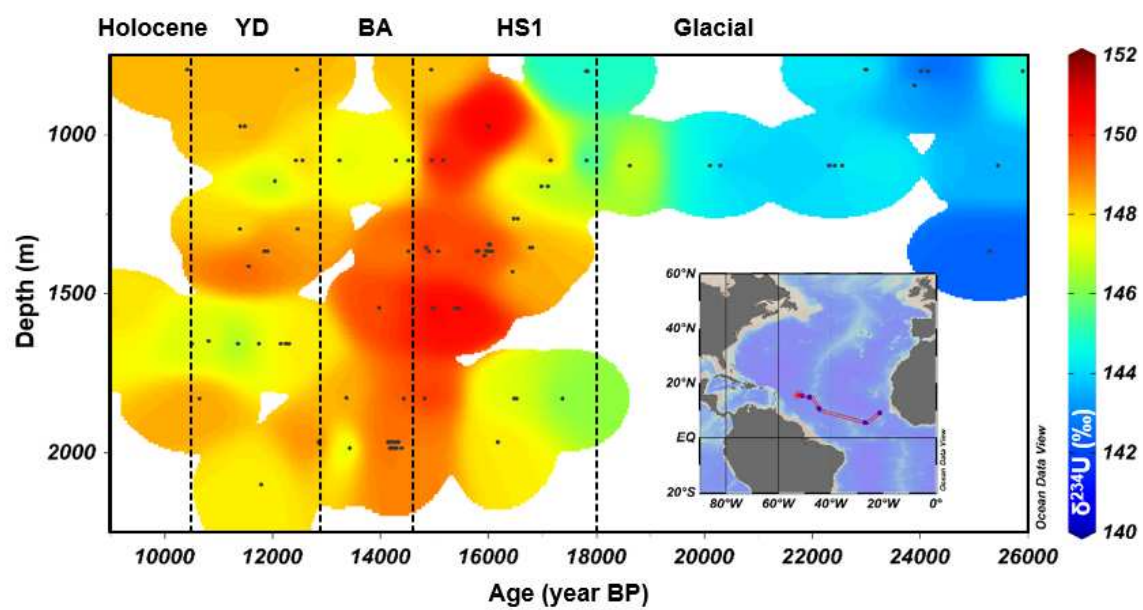 Holocene YD BA HS1 Glacial
1000
1500
2000
Depth (m)
10000 12000 14000 16000 18000 20000 22000 24000 26000
Age (year BP)
60°N
40°N
20°N
EQ
20°S
80°W 60°W 40°W 20°W 0°
Ocean Data View
Ocean Data View
152
150
148
146
144
142
140
δ²³⁴U (‰)